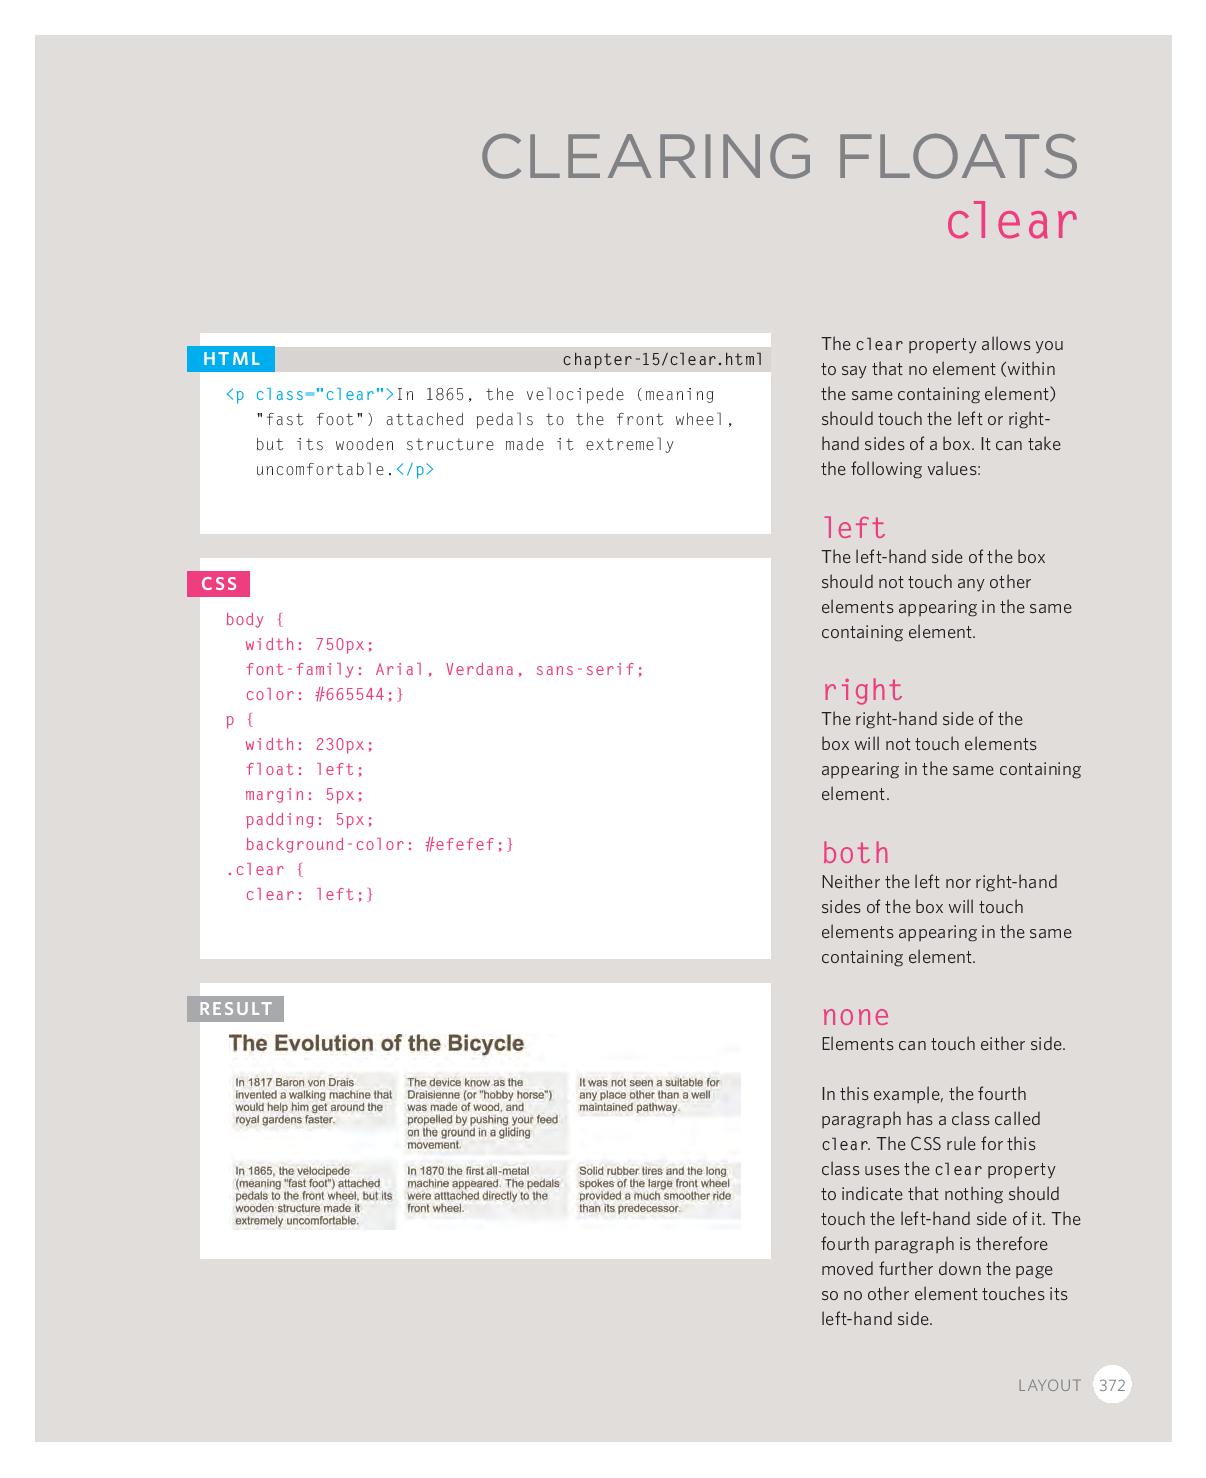 CLEARING FLOATS
clear
HTML
chapter-15/clear.html
<p class="clear">In 1865, the velocipede (meaning
"fast foot") attached pedals to the front wheel,
but its wooden structure made it extremely
uncomfortable.</p>
CSS
body {
width: 750px;
font-family: Arial, Verdana, sans-serif;
color: #665544;}
p {
width: 230px;
float: left;
margin: 5px;
padding: 5px;
background-color: #efefef;}
.clear {
clear: left;}
RESULT
The Evolution of the Bicycle
In 1817 Baron von Drais
invented a walking machine that
would help him get around the
royal gardens faster.
The device know as the
Draisienne (or "hobby horse")
was made of wood, and
propelled by pushing your feed
on the ground in a gliding
movement.
It was not seen a suitable for
any place other than a well
maintained pathway.
In 1865, the velocipede
(meaning "fast foot") attached
pedals to the front wheel, but its
wooden structure made it
extremely uncomfortable.
In 1870 the first all-metal
machine appeared. The pedals
were atttached directly to the
front wheel.
Solid rubber tires and the long
spokes of the large front wheel
provided a much smoother ride
than its predecessor.
The clear property allows you
to say that no element (within
the same containing element)
should touch the left or right-
hand sides of a box. It can take
the following values:
left
The left-hand side of the box
should not touch any other
elements appearing in the same
containing element.
right
The right-hand side of the
box will not touch elements
appearing in the same containing
element.
both
Neither the left nor right-hand
sides of the box will touch
elements appearing in the same
containing element.
none
Elements can touch either side.
In this example, the fourth
paragraph has a class called
clear. The CSS rule for this
class uses the clear property
to indicate that nothing should
touch the left-hand side of it. The
fourth paragraph is therefore
moved further down the page
so no other element touches its
left-hand side.
LAYOUT 372